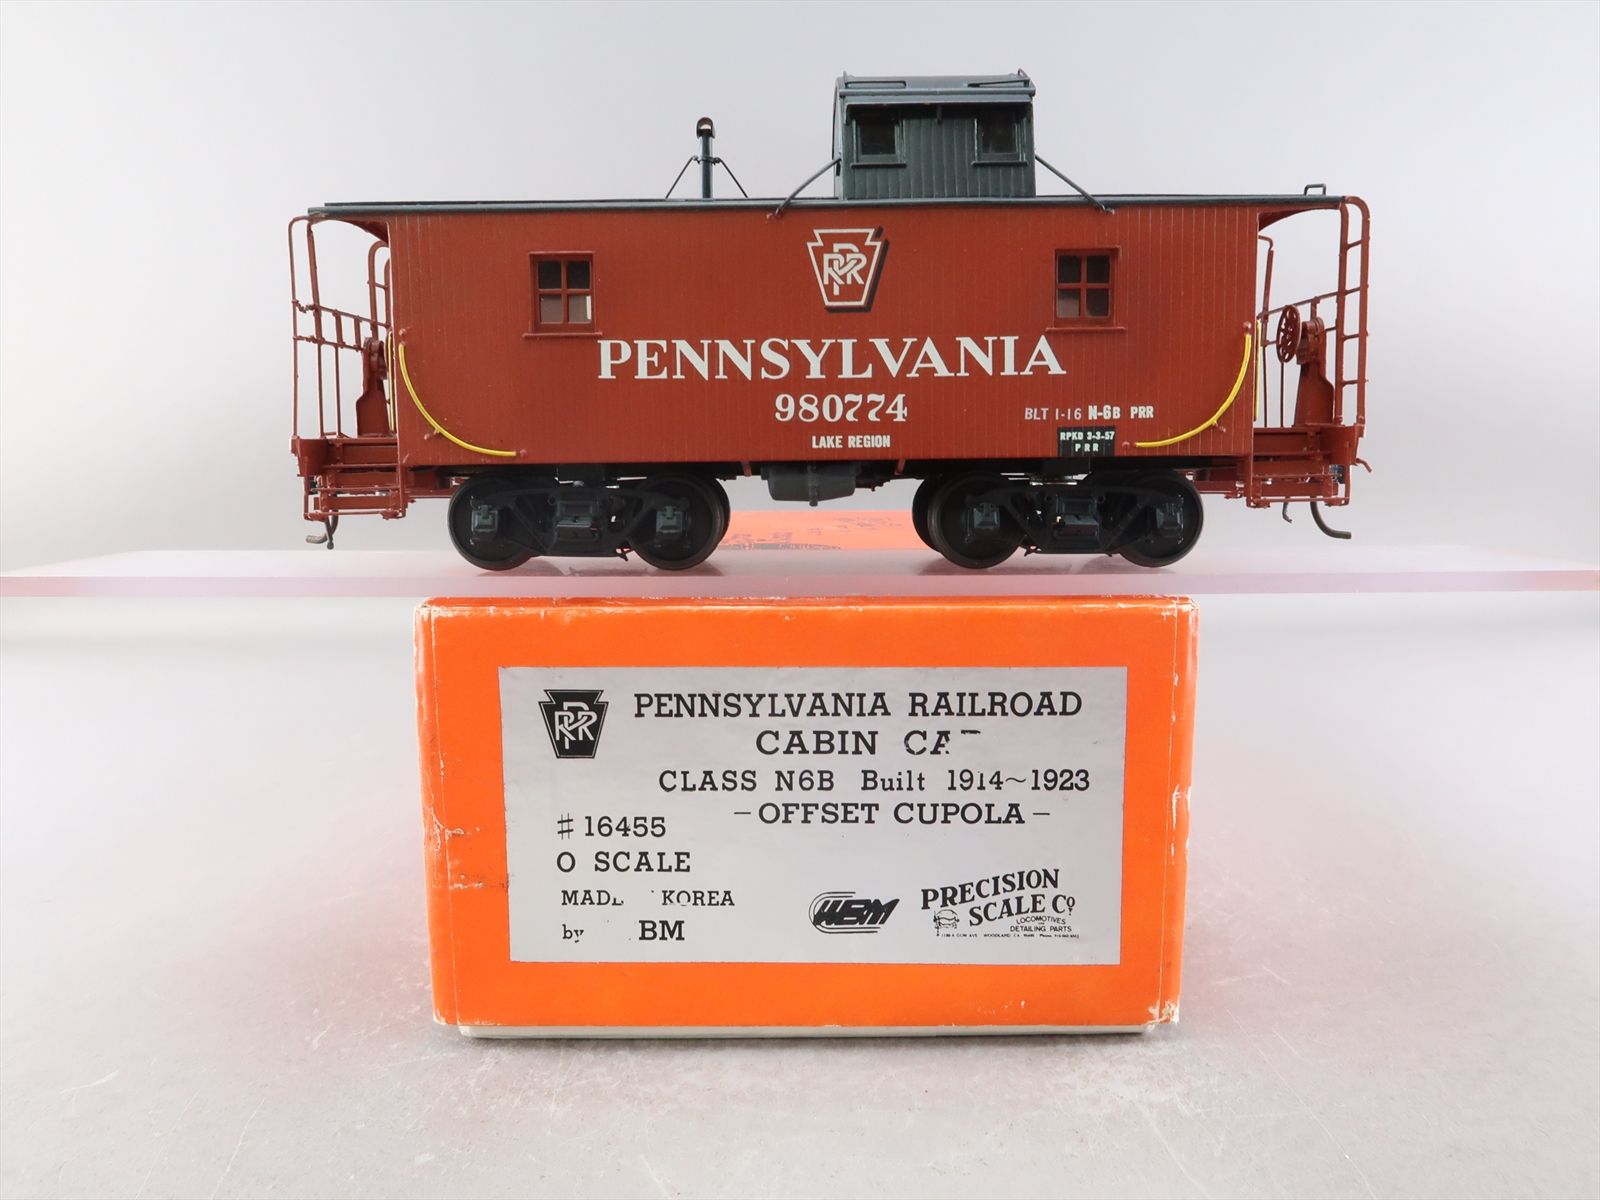 PRR
PENNSYLVANIA
980774
LAKE REGION
BLT 1-16 N-6B PRR
RPKD 3-3-57
PRR
PRR
PENNSYLVANIA RAILROAD
CABIN CA
CLASS N6B Built 1914~1923
-OFFSET CUPOLA-
#16455
O SCALE
MADE KOREA
by BM
WBM
PRECISION
SCALE Co.
LOCOMOTIVES
DETAILING PARTS